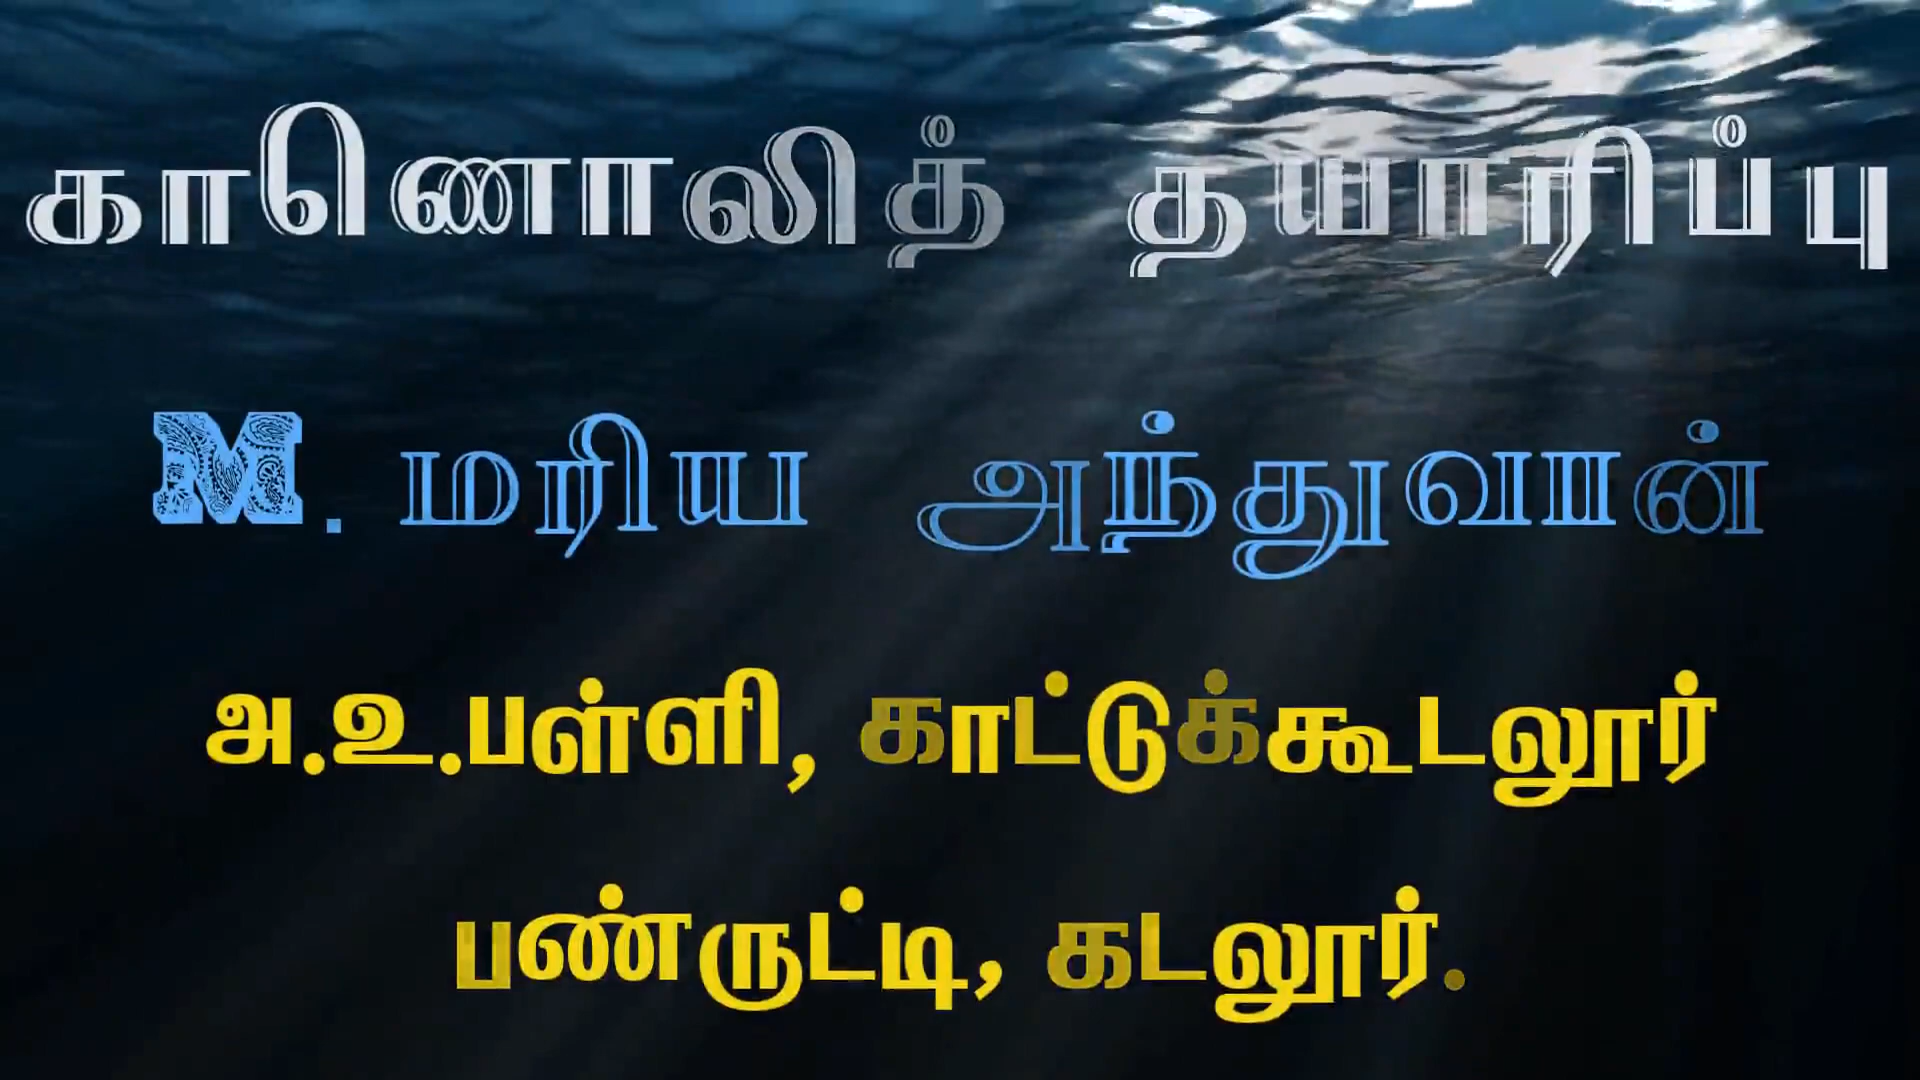 காணொலித் தயாரிப்பு
M. மரிய அந்துவான்
அ.உ.பள்ளி, காட்டுக்கூடலூர்
பண்ருட்டி, கடலூர்.